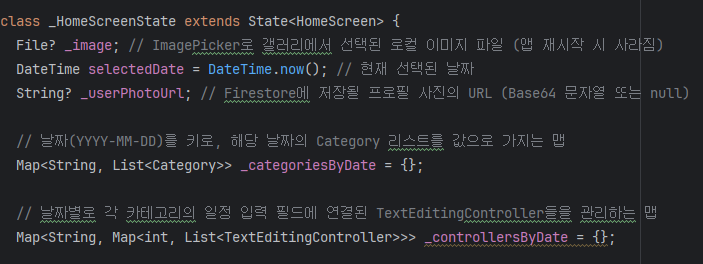 class _HomeScreenState extends State<HomeScreen> {
File? _image; // ImagePicker로 갤러리에서 선택된 로컬 이미지 파일 (앱 재시작 시 사라짐)
DateTime selectedDate = DateTime.now(); // 현재 선택된 날짜
String? _userPhotoUrl; // Firestore에 저장될 프로필 사진의 URL (Base64 문자열 또는 null)
// 날짜(YYYY-MM-DD)를 키로, 해당 날짜의 Category 리스트를 값으로 가지는 맵
Map<String, List<Category>> _categoriesByDate = {};
// 날짜별로 각 카테고리의 일정 입력 필드에 연결된 TextEditingController들을 관리하는 맵
Map<String, Map<int, List<TextEditingController>>> _controllersByDate = {};